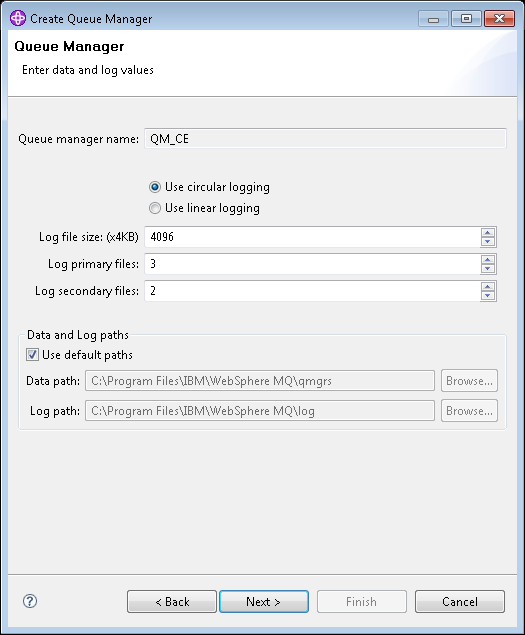 Create Queue Manager
Queue Manager
Enter data and log values
Queue manager name: QM_CE
Use circular logging
Use linear logging
Log file size: (x4KB) 4096
Log primary files: 3
Log secondary files: 2
Data and Log paths
Use default paths
Data path: C:\Program Files\IBM\WebSphere MQ\qmgrs Browse...
Log path: C:\Program Files\IBM\WebSphere MQ\log Browse...
? < Back Next > Finish Cancel